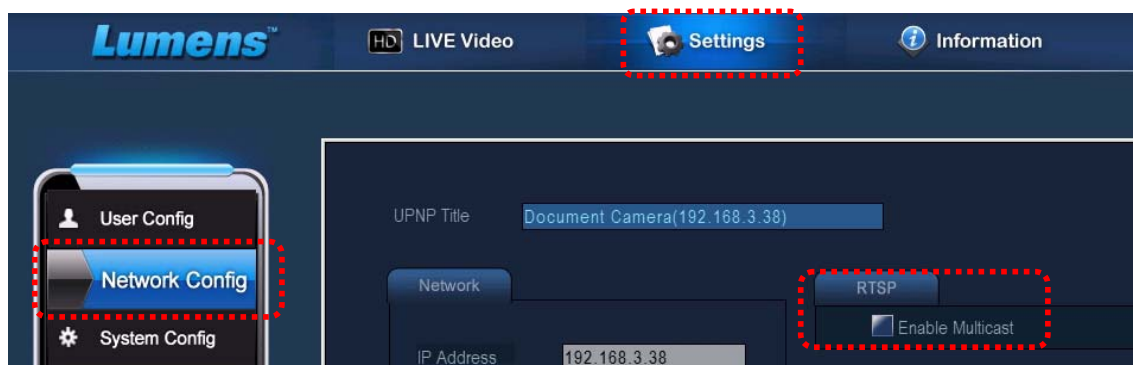 Lumens™
HD LIVE Video
Settings
i Information
User Config
Network Config
System Config
UPNP Title Document Camera(192.168.3.38)
Network
IP Address 192.168.3.38
RTSP
Enable Multicast